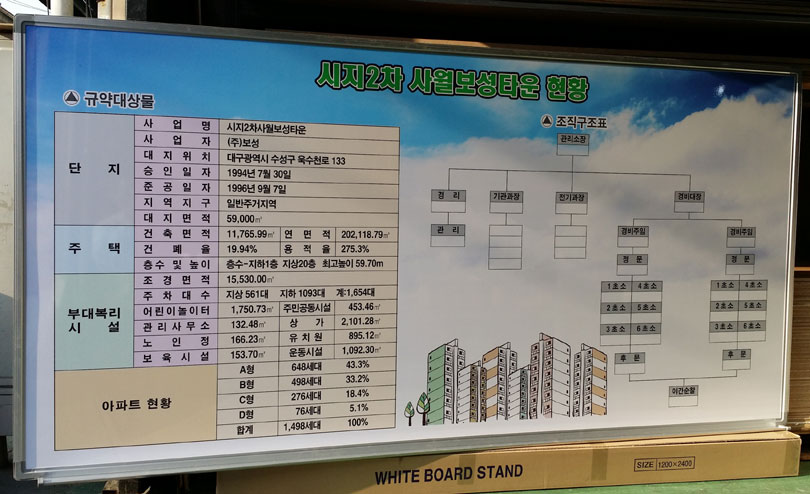 시지2차 사월보성타운 현황
규약대상물
단 지
사 업 명 시지2차사월보성타운
사 업 자 (주)보성
대 지 위 치 대구광역시 수성구 욱수천로 133
승 인 일 자 1994년 7월 30일
준 공 일 자 1996년 9월 7일
지 역 지 구 일반주거지역
대 지 면 적 59,000㎡
주 택
건 축 면 적 11,765.99㎡ 연 면 적 202,118.79㎡
건 폐 율 19.94% 용 적 율 275.3%
층수 및 높이 층수-지하1층 지상20층 최고높이 59.70m
부대복리
시 설
조 경 면 적 15,530.00㎡
주 차 대 수 지상 561대 지하 1093대 계:1,654대
어린이놀이터 1,750.73㎡ 주민공동시설 453.46㎡
관 리 사 무 소 132.48㎡ 상 가 2,101.28㎡
노 인 정 166.23㎡ 유 치 원 895.12㎡
보 육 시 설 153.70㎡ 운동시설 1,092.30㎡
아파트 현황
A형 648세대 43.3%
B형 498세대 33.2%
C형 276세대 18.4%
D형 76세대 5.1%
합계 1,498세대 100%
조직구조표
관리소장
경 리 기관과장 전기과장 경비대장
관 리 경비주임 경비주임
정 문 정 문
1초소 4초소 1초소 4초소
2초소 5초소 2초소 5초소
3초소 6초소 3초소 6초소
후 문 후 문
야간순찰
WHITE BOARD STAND
SIZE 1200×2400